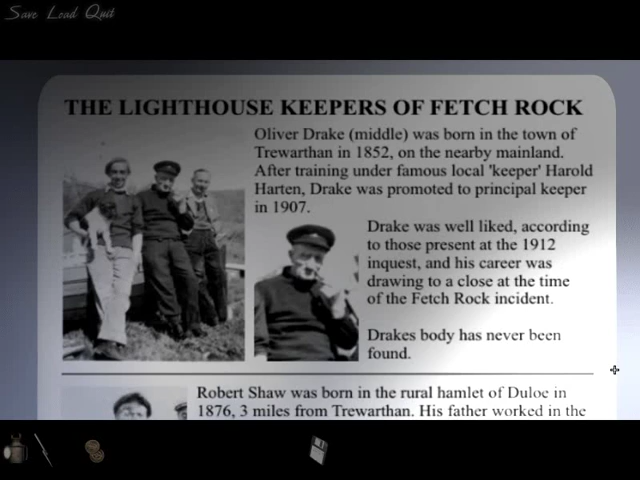 Save Load Quit
THE LIGHTHOUSE KEEPERS OF FETCH ROCK
Oliver Drake (middle) was born in the town of
Trewarthan in 1852, on the nearby mainland.
After training under famous local 'keeper' Harold
Harten, Drake was promoted to principal keeper
in 1907.
Drake was well liked, according
to those present at the 1912
inquest, and his career was
drawing to a close at the time
of the Fetch Rock incident.
Drakes body has never been
found.
Robert Shaw was born in the rural hamlet of Duloe in
1876, 3 miles from Trewarthan. His father worked in the